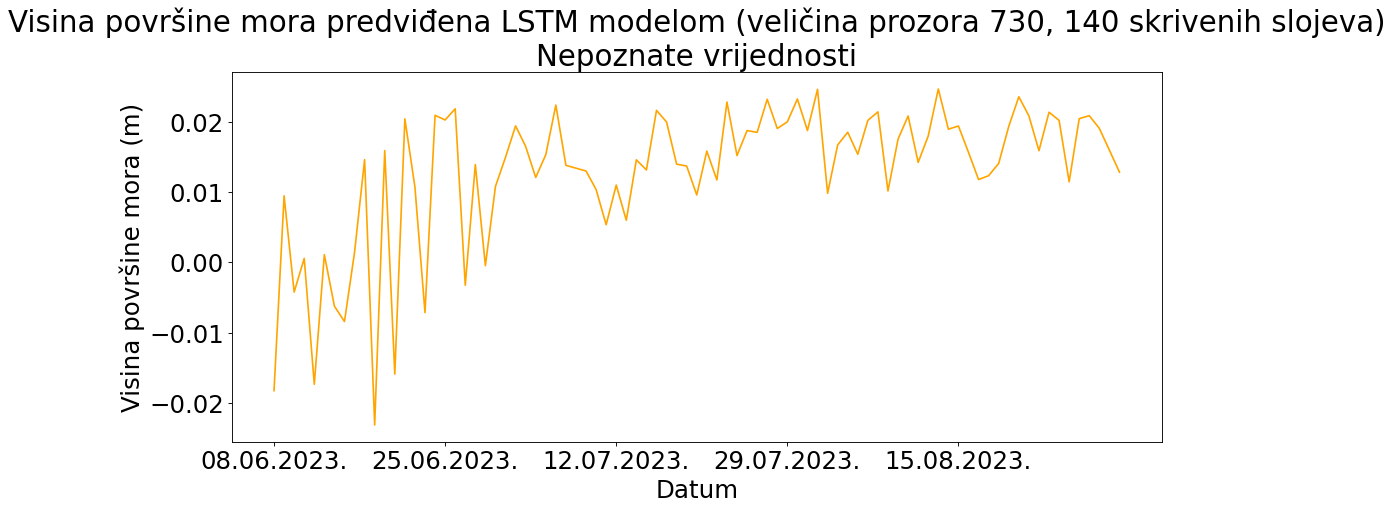 Visina površine mora predviđena LSTM modelom (veličina prozora 730, 140 skrivenih slojeva)
Nepoznate vrijednosti
Visina površine mora (m)
0.02
0.01
0.00
−0.01
−0.02
08.06.2023. 25.06.2023. 12.07.2023. 29.07.2023. 15.08.2023.
Datum